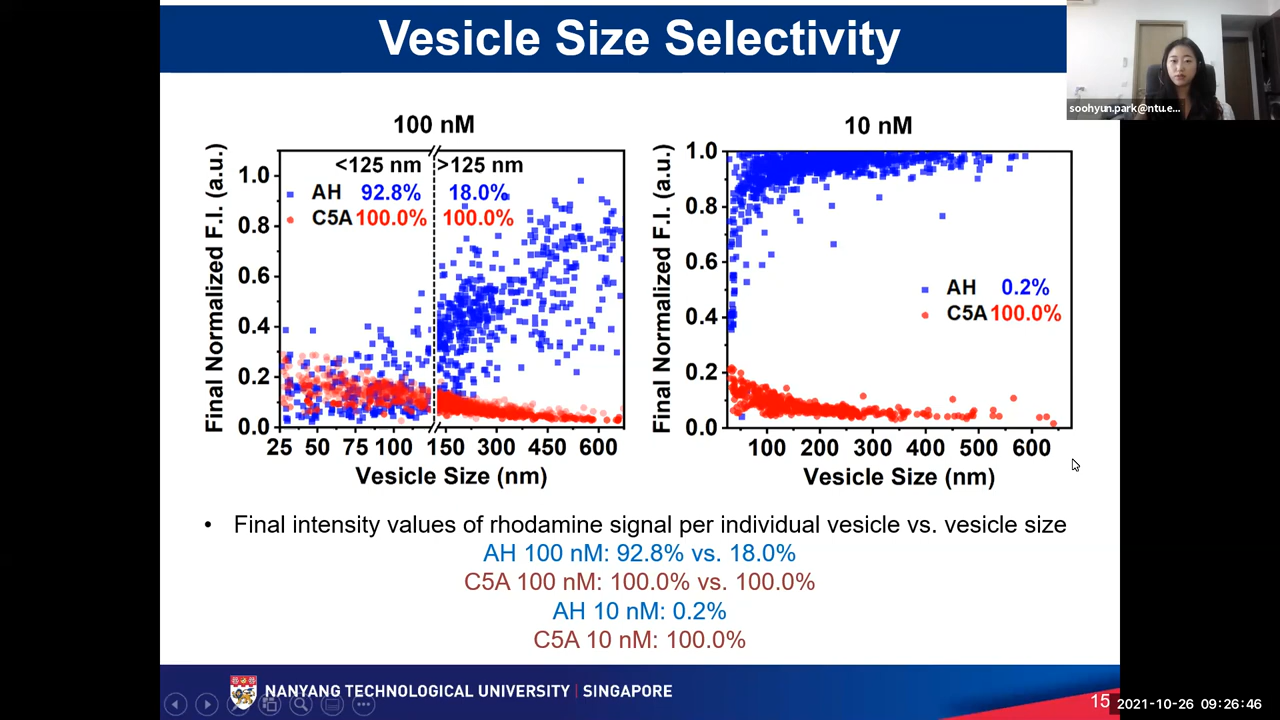 Vesicle Size Selectivity
soohyun.park@ntu.e...
100 nM
Final Normalized F.I. (a.u.)
1.0
0.8
0.6
0.4
0.2
0.0
<125 nm
>125 nm
AH 92.8% 18.0%
C5A 100.0% 100.0%
25 50 75 100 150 300 450 600
Vesicle Size (nm)
10 nM
Final Normalized F.I. (a.u.)
1.0
0.8
0.6
0.4
0.2
0.0
AH 0.2%
C5A 100.0%
100 200 300 400 500 600
Vesicle Size (nm)
• Final intensity values of rhodamine signal per individual vesicle vs. vesicle size
AH 100 nM: 92.8% vs. 18.0%
C5A 100 nM: 100.0% vs. 100.0%
AH 10 nM: 0.2%
C5A 10 nM: 100.0%
NANYANG TECHNOLOGICAL UNIVERSITY | SINGAPORE
15
2021-10-26 09:26:46